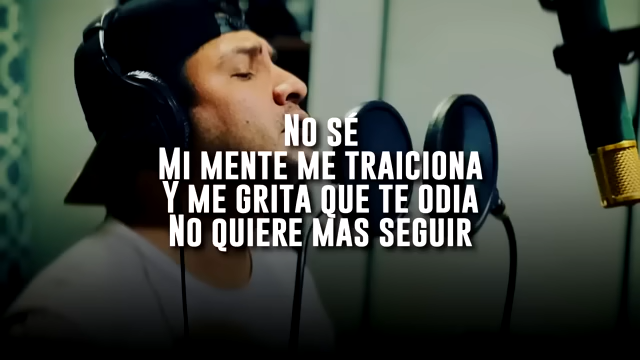 No sé
Mi mente me traiciona
Y me grita que te odia
No quiere mas seguir